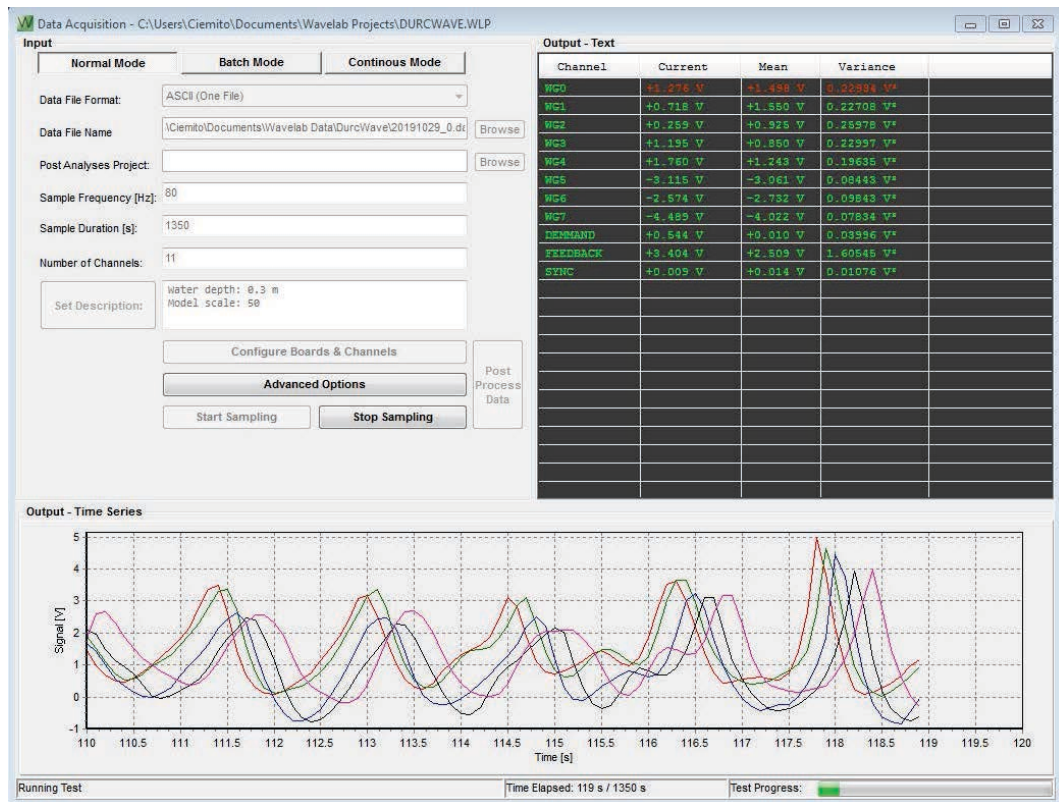 Data Acquisition - C:\Users\Ciemito\Documents\Wavelab Projects\DURCWAVE.WLP
Input
Normal Mode Batch Mode Continous Mode
Data File Format: ASCII (One File)
Data File Name \Ciemito\Documents\Wavelab Data\DurcWave\20191029_0.da Browse
Post Analyses Project: Browse
Sample Frequency [Hz]: 80
Sample Duration [s]: 1350
Number of Channels: 11
Set Description: Water depth: 0.3 m
Model scale: 50
Configure Boards & Channels
Advanced Options
Start Sampling Stop Sampling
Post Process Data
Output - Text
Channel Current Mean Variance
WG0 +1.276 V +1.498 V 0.22934 V²
WG1 +0.718 V +1.550 V 0.22708 V²
WG2 +0.259 V +0.925 V 0.25978 V²
WG3 +1.195 V +0.850 V 0.22997 V²
WG4 +1.760 V +1.243 V 0.19635 V²
WG5 -3.115 V -3.061 V 0.08443 V²
WG6 -2.574 V -2.732 V 0.09843 V²
WG7 -4.489 V -4.022 V 0.07834 V²
DEMMAND +0.544 V +0.010 V 0.03996 V²
FEEDBACK +3.404 V +2.509 V 1.60545 V²
SYNC +0.009 V +0.014 V 0.01076 V²
Output - Time Series
Signal [V]
5
4
3
2
1
0
-1
110 110.5 111 111.5 112 112.5 113 113.5 114 114.5 115 115.5 116 116.5 117 117.5 118 118.5 119 119.5 120
Time [s]
Running Test Time Elapsed: 119 s / 1350 s Test Progress: